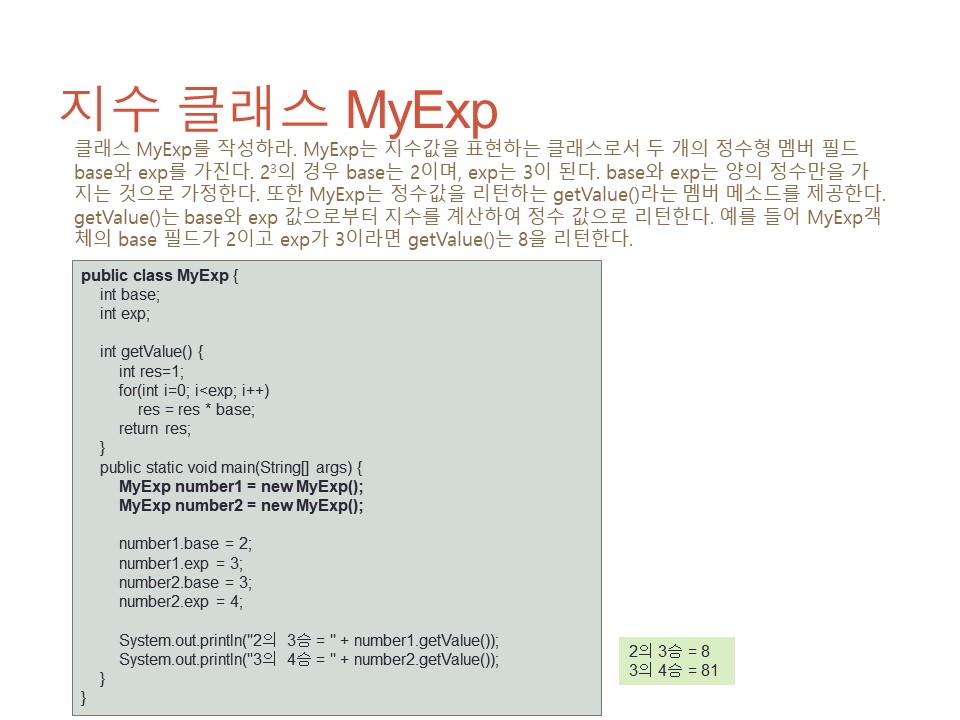 지수 클래스 MyExp
클래스 MyExp를 작성하라. MyExp는 지수값을 표현하는 클래스로서 두 개의 정수형 멤버 필드
base와 exp를 가진다. 2³의 경우 base는 2이며, exp는 3이 된다. base와 exp는 양의 정수만을 가
지는 것으로 가정한다. 또한 MyExp는 정수값을 리턴하는 getValue()라는 멤버 메소드를 제공한다.
getValue()는 base와 exp 값으로부터 지수를 계산하여 정수 값으로 리턴한다. 예를 들어 MyExp객
체의 base 필드가 2이고 exp가 3이라면 getValue()는 8을 리턴한다.
public class MyExp {
int base;
int exp;
int getValue() {
int res=1;
for(int i=0; i<exp; i++)
res = res * base;
return res;
}
public static void main(String[] args) {
MyExp number1 = new MyExp();
MyExp number2 = new MyExp();
number1.base = 2;
number1.exp = 3;
number2.base = 3;
number2.exp = 4;
System.out.println("2의 3승 = " + number1.getValue());
System.out.println("3의 4승 = " + number2.getValue());
}
}
2의 3승 = 8
3의 4승 = 81